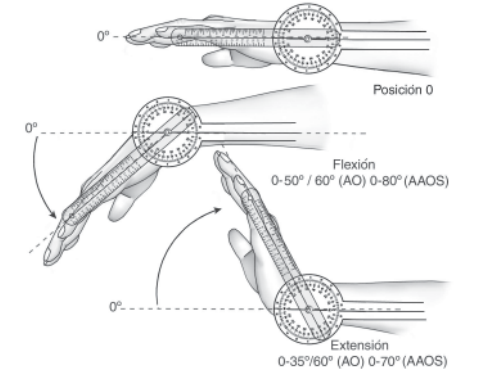 0º
Posición 0
0º
Flexión
0-50º / 60º (AO) 0-80º (AAOS)
0º
Extensión
0-35º/60º (AO) 0-70º (AAOS)